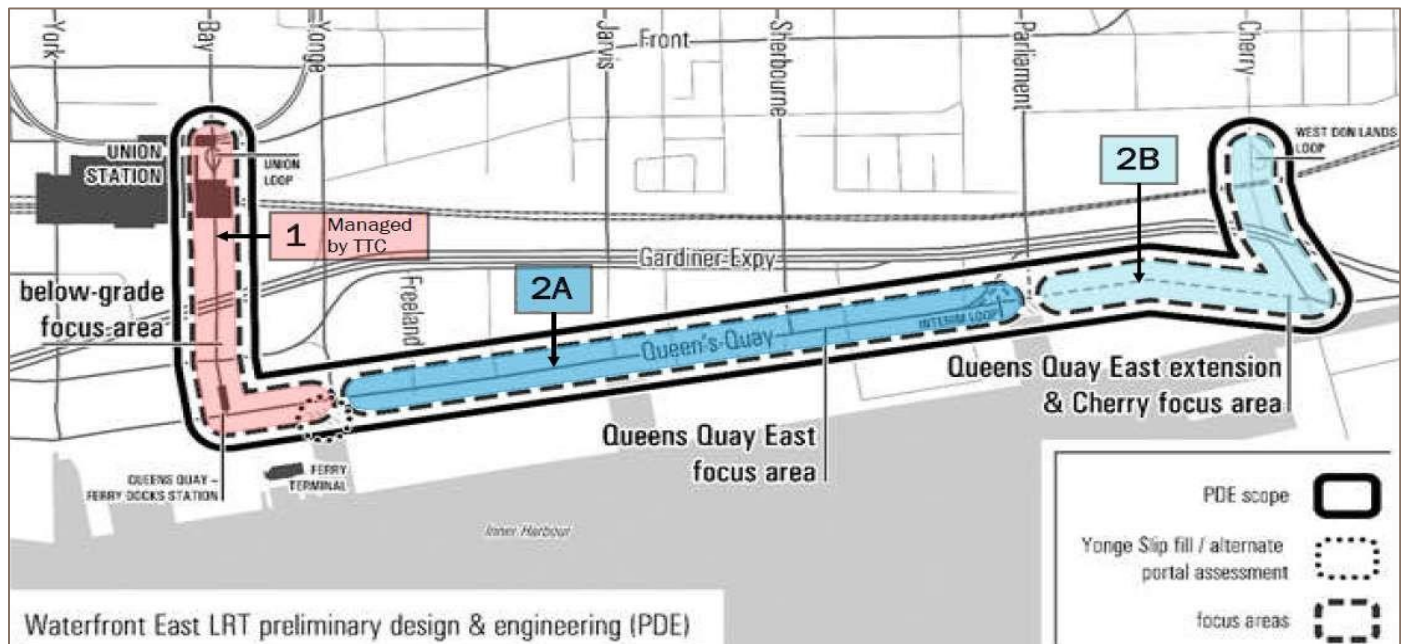 York
Bay
Yonge
Jarvis
Sherbourne
Parliament
Cherry
Front
UNION
STATION
UNION
LOOP
WEST DON LANDS
LOOP
2B
1
Managed
by TTC
Gardiner Expy
below-grade
focus area
Freeland
2A
INTERIM LOOP
Queen's Quay
Queens Quay East extension
& Cherry focus area
Queens Quay East
focus area
QUEENS QUAY –
FERRY DOCKS STATION
FERRY
TERMINAL
Inner Harbour
PDE scope
Yonge Slip fill / alternate
portal assessment
focus areas
Waterfront East LRT preliminary design & engineering (PDE)